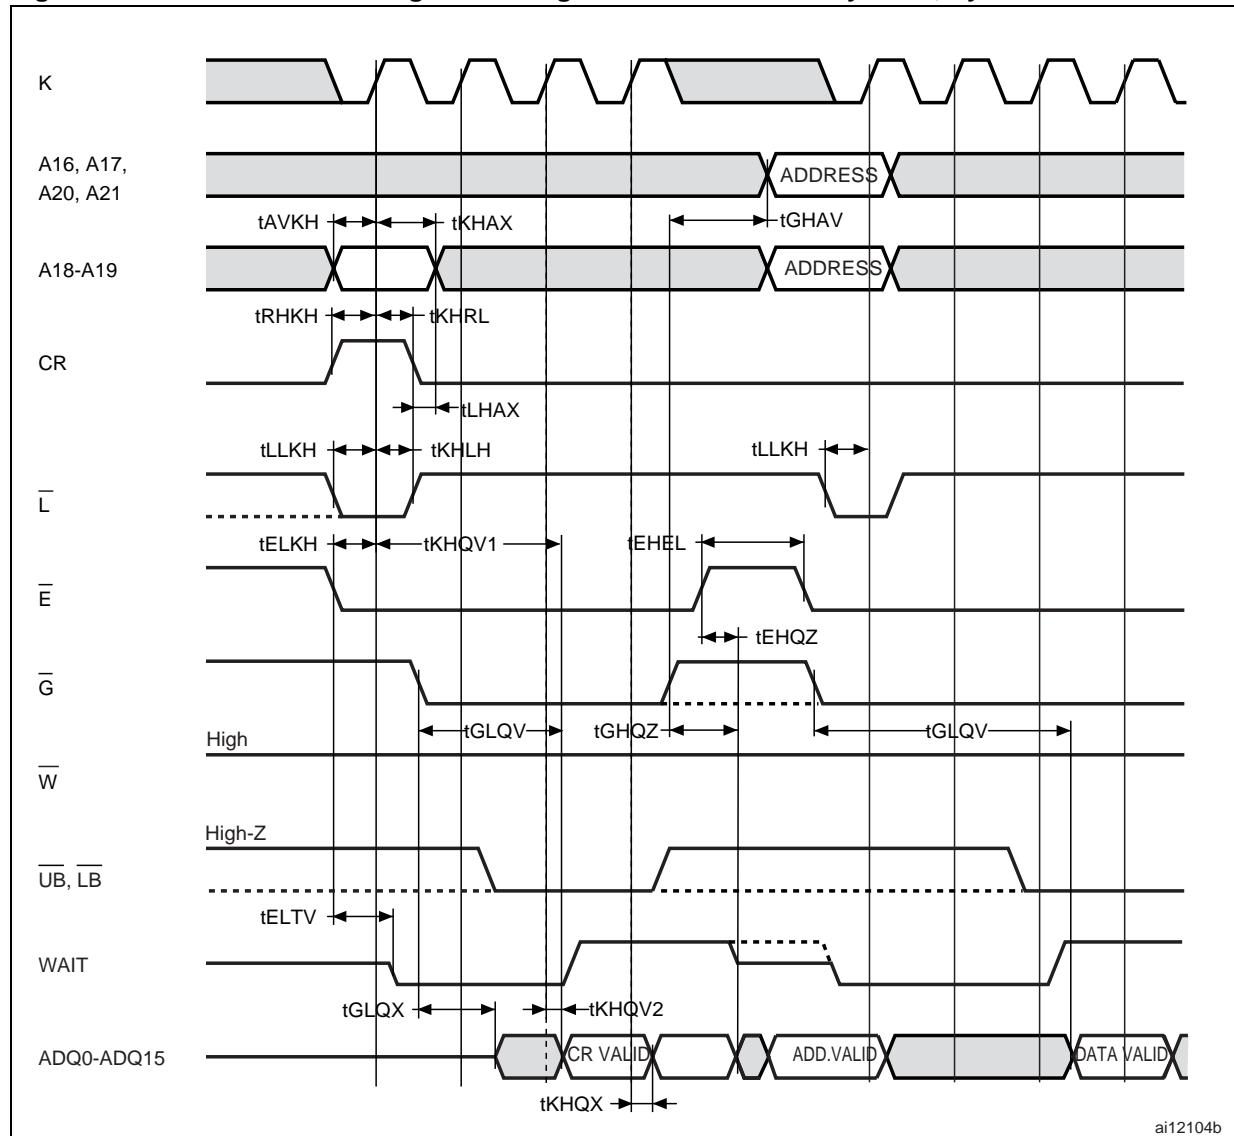 K
A16, A17,
A20, A21
ADDRESS
tAVKH
tKHAX
tGHAV
A18-A19
ADDRESS
tRHKH
tKHRL
CR
tLHAX
tLLKH
tKHLH
tLLKH
L
tELKH
tKHQV1
tEHEL
E
tEHQZ
G
tGLQV
tGHQZ
tGLQV
High
W
High-Z
UB, LB
tELTV
WAIT
tGLQX
tKHQV2
ADQ0-ADQ15
CR VALID
ADD.VALID
DATA VALID
tKHQX
ai12104b